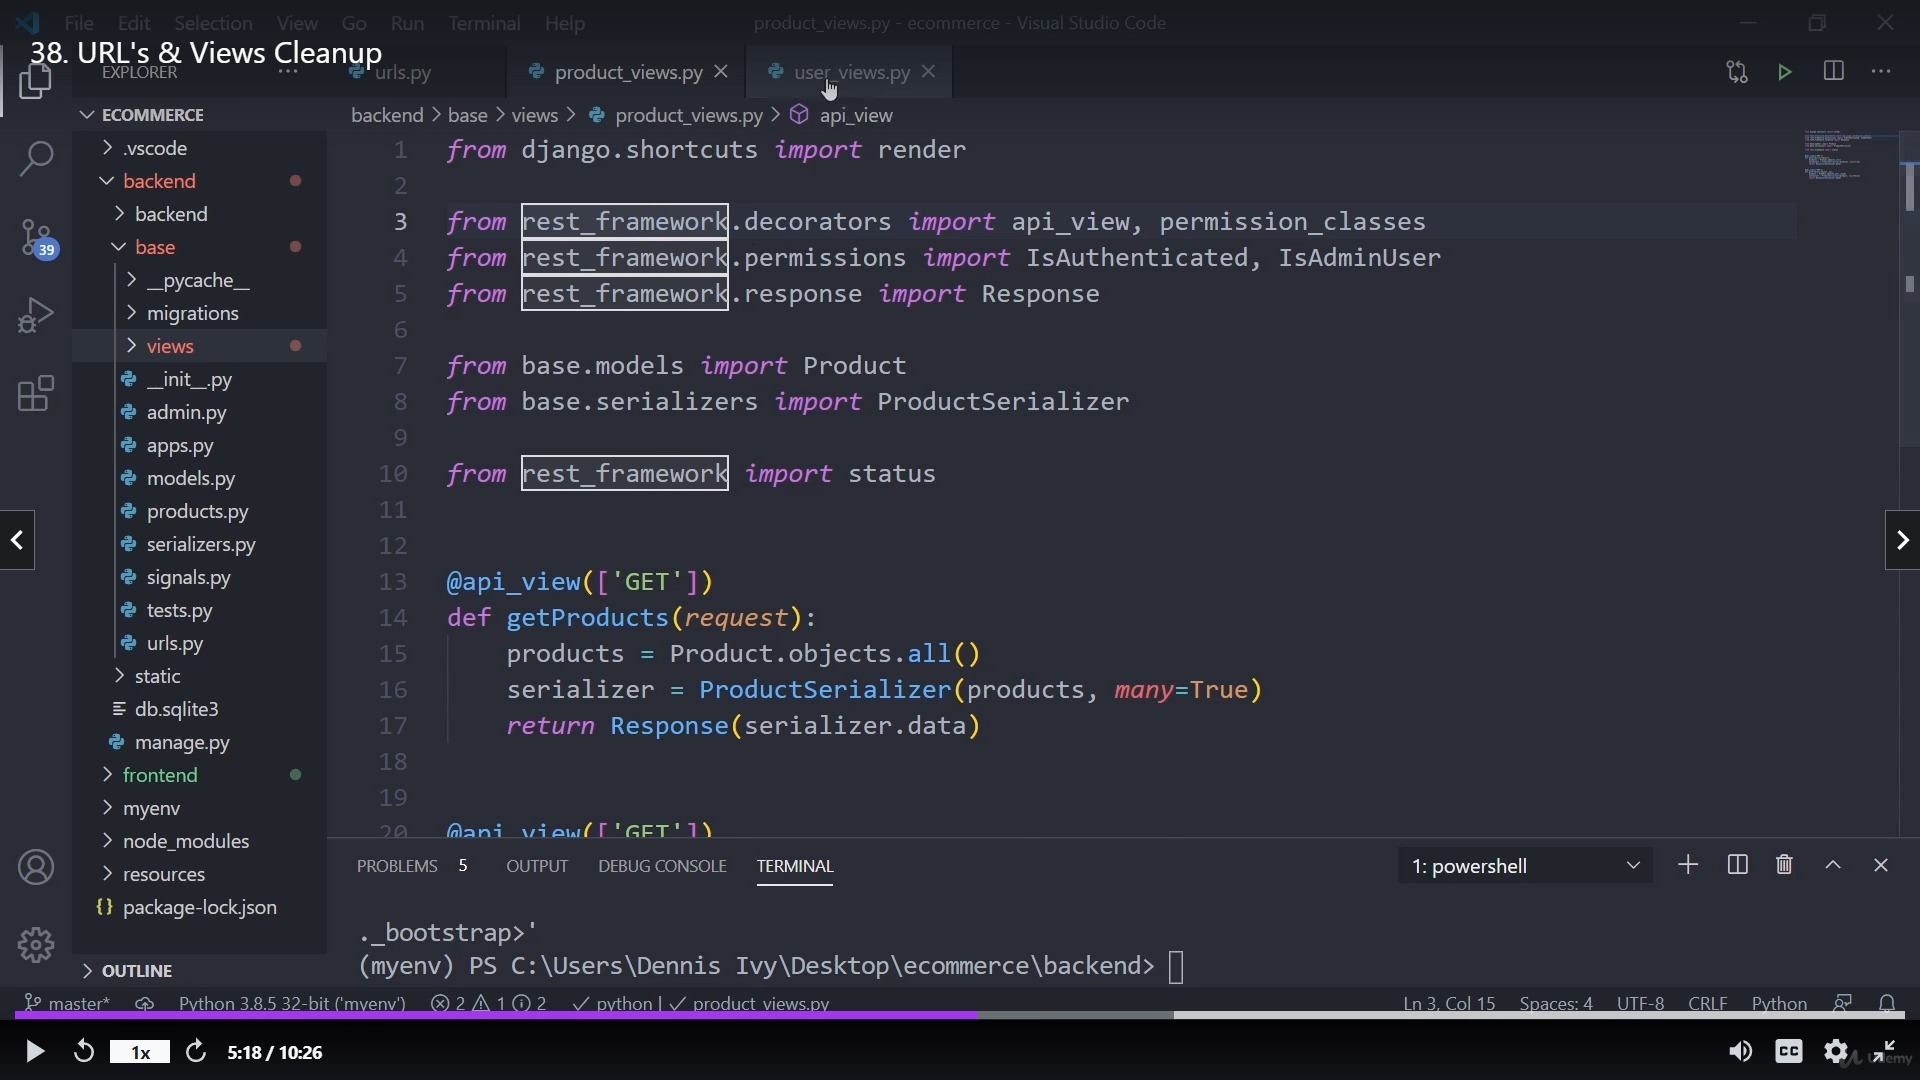 File Edit Selection View Go Run Terminal Help
product_views.py - ecommerce - Visual Studio Code
38. URL's & Views Cleanup
EXPLORER
urls.py
product_views.py
user_views.py
ECOMMERCE
backend > base > views > product_views.py > api_view
.vscode
backend
backend
base
__pycache__
migrations
views
__init__.py
admin.py
apps.py
models.py
products.py
serializers.py
signals.py
tests.py
urls.py
static
db.sqlite3
manage.py
frontend
myenv
node_modules
resources
package-lock.json
OUTLINE
39
1 from django.shortcuts import render
2
3 from rest_framework.decorators import api_view, permission_classes
4 from rest_framework.permissions import IsAuthenticated, IsAdminUser
5 from rest_framework.response import Response
6
7 from base.models import Product
8 from base.serializers import ProductSerializer
9
10 from rest_framework import status
11
12
13 @api_view(['GET'])
14 def getProducts(request):
15 products = Product.objects.all()
16 serializer = ProductSerializer(products, many=True)
17 return Response(serializer.data)
18
19
20 @api_view(['GET'])
PROBLEMS 5 OUTPUT DEBUG CONSOLE TERMINAL
1: powershell
._bootstrap>'
(myenv) PS C:\Users\Dennis Ivy\Desktop\ecommerce\backend>
master* Python 3.8.5 32-bit ('myenv') 2 1 2 python | product_views.py
Ln 3, Col 15 Spaces: 4 UTF-8 CRLF Python
1x 5:18 / 10:26
CC
Udemy